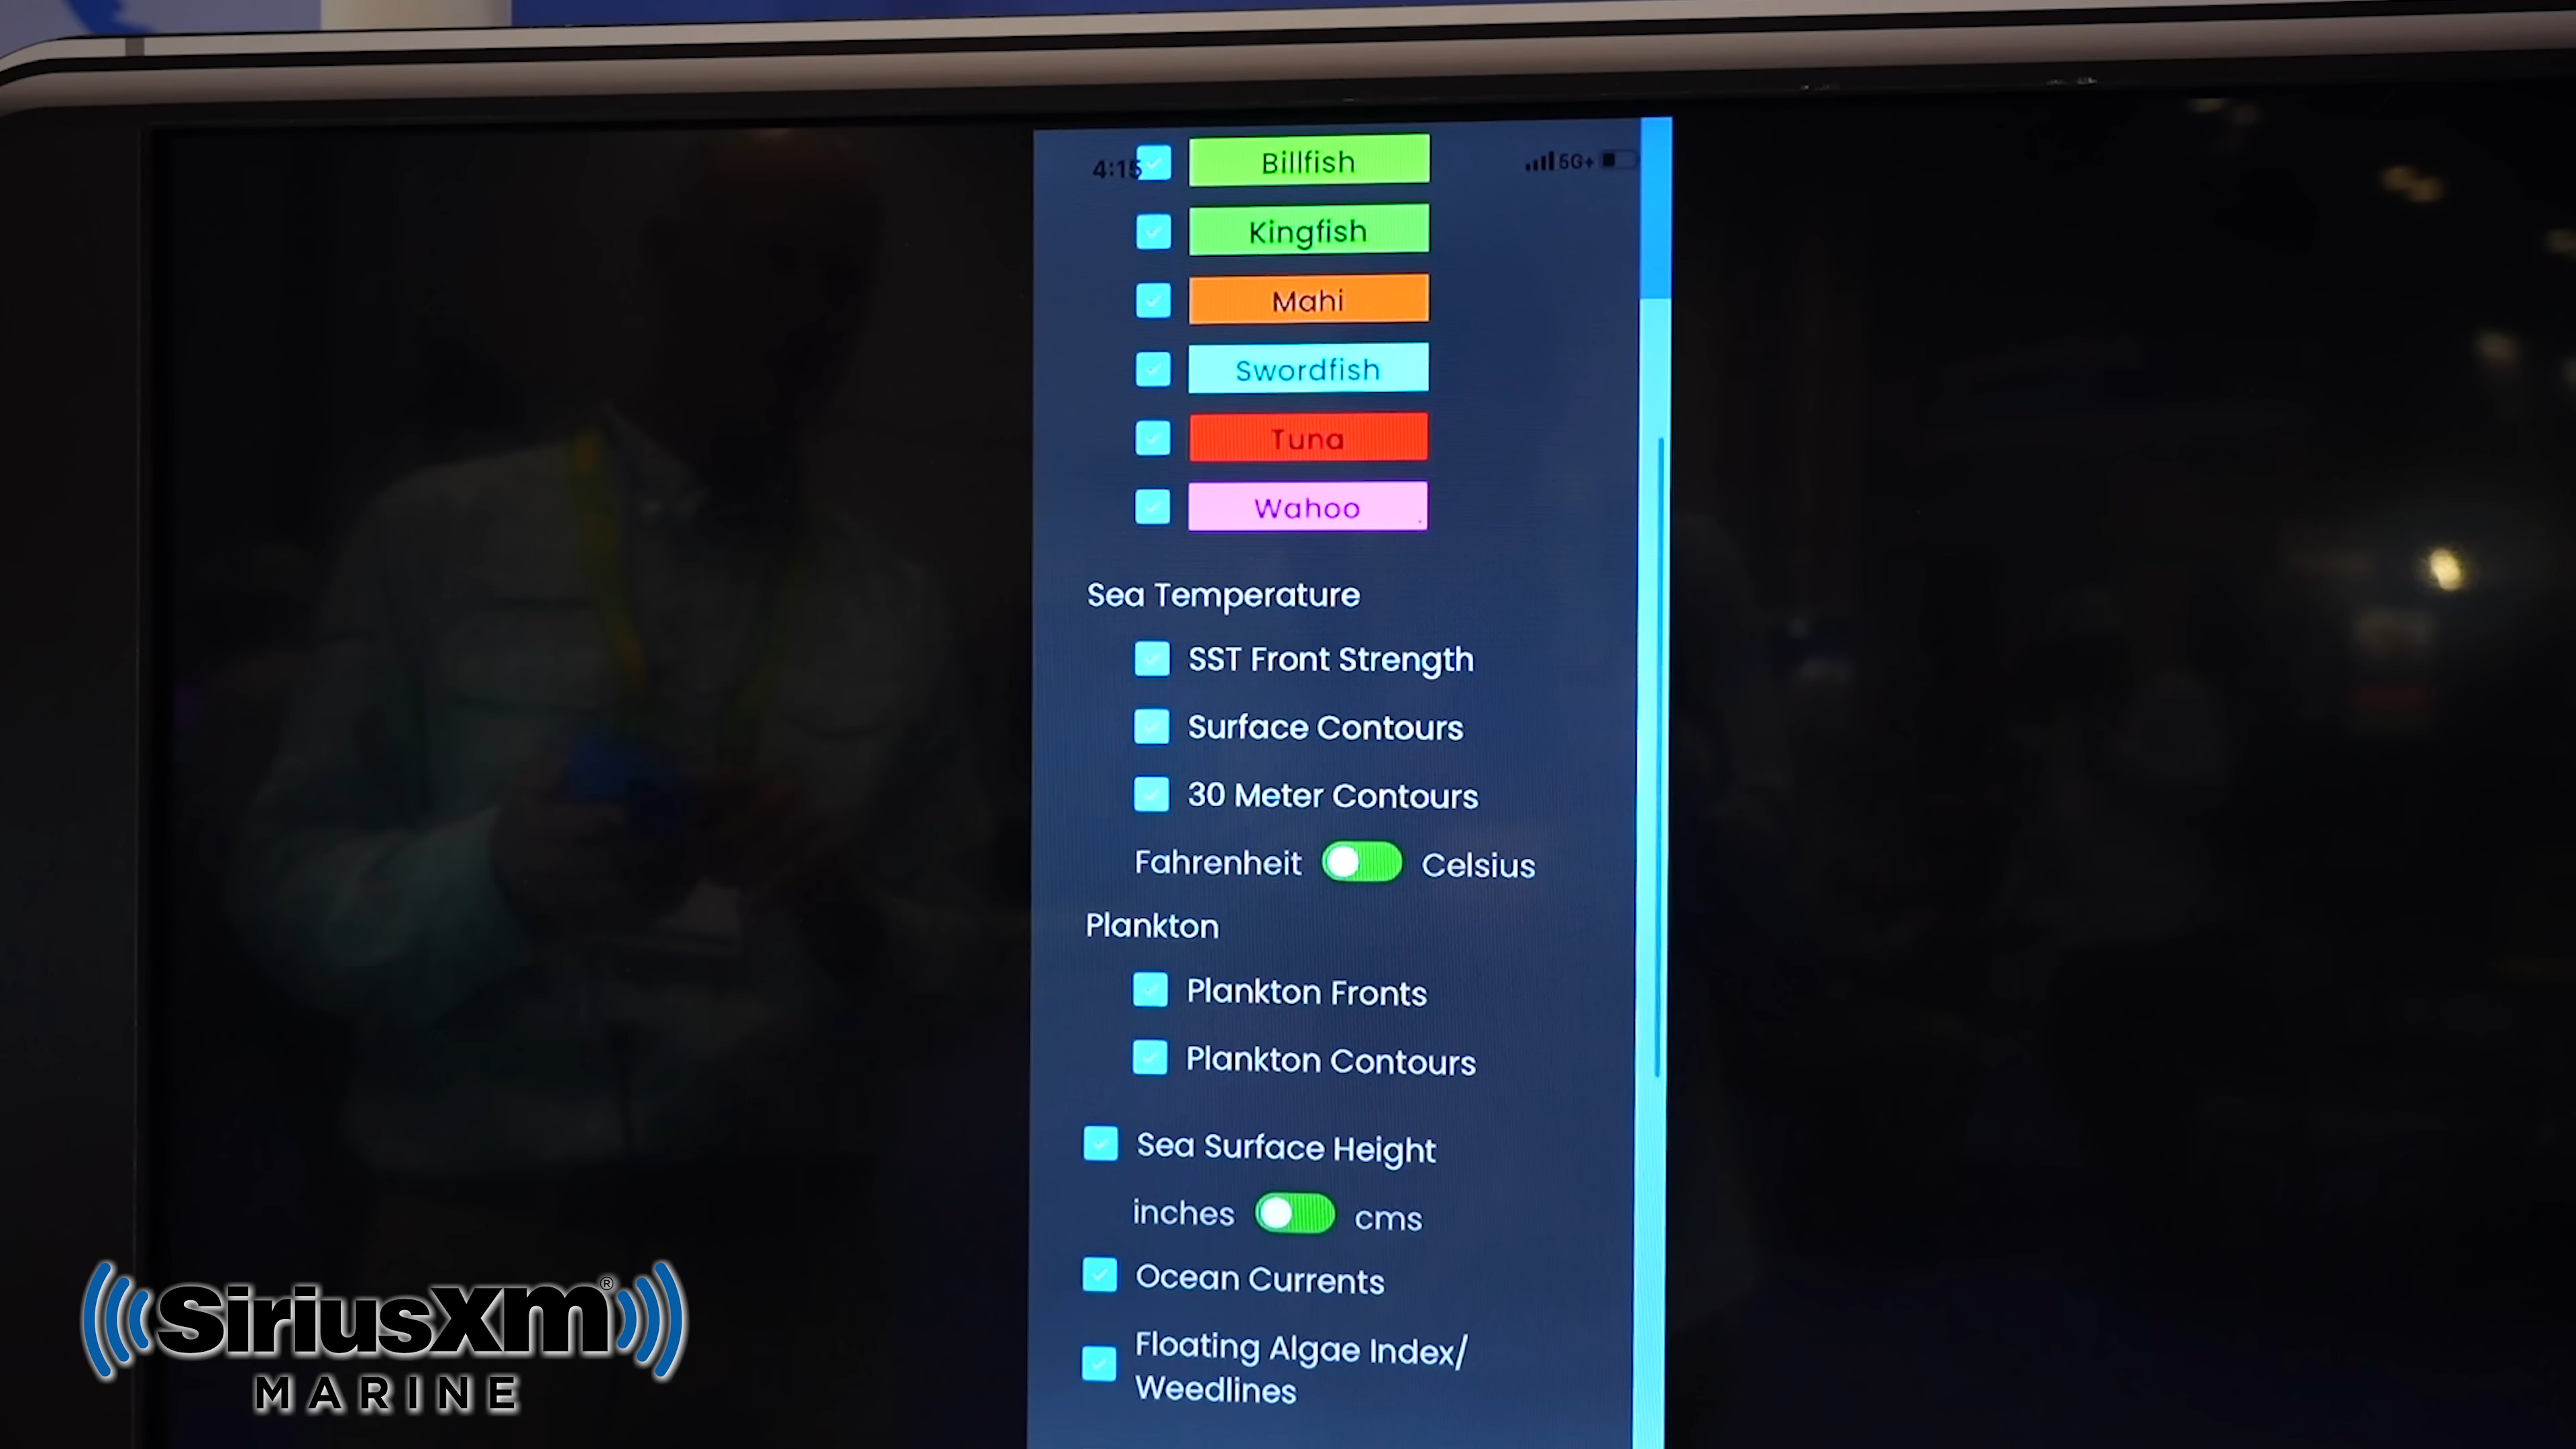 4:15
Billfish
5G+
Kingfish
Mahi
Swordfish
Tuna
Wahoo
Sea Temperature
SST Front Strength
Surface Contours
30 Meter Contours
Fahrenheit Celsius
Plankton
Plankton Fronts
Plankton Contours
Sea Surface Height
inches cms
Ocean Currents
Floating Algae Index/
Weedlines
SiriusXM®
MARINE